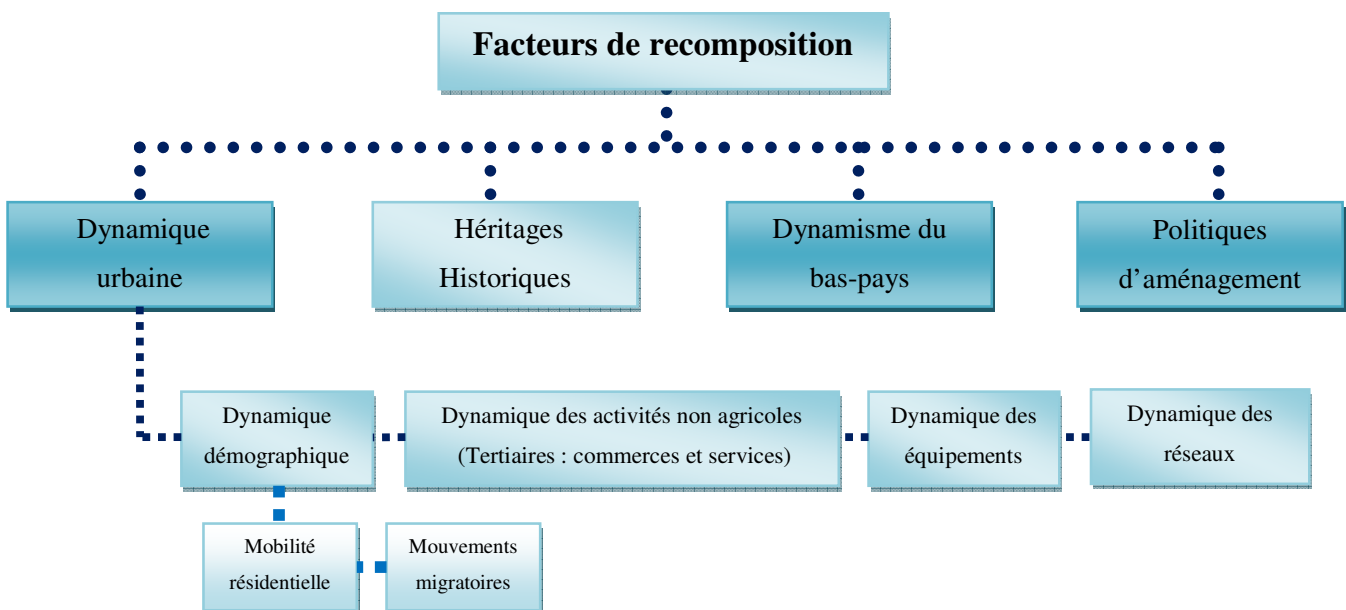 Facteurs de recomposition
Dynamique
urbaine
Héritages
Historiques
Dynamisme du
bas-pays
Politiques
d’aménagement
Dynamique
démographique
Dynamique des activités non agricoles
(Tertiaires : commerces et services)
Dynamique des
équipements
Dynamique des
réseaux
Mobilité
résidentielle
Mouvements
migratoires